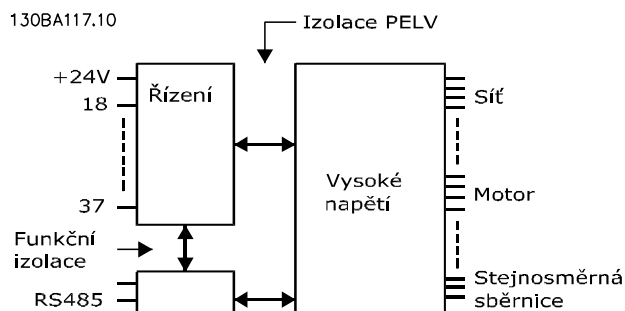 130BA117.10
Izolace PELV
+24V
18
37
Řízení
Síť
Vysoké
napětí
Motor
Funkční
izolace
RS485
Stejnosměrná
sběrnice